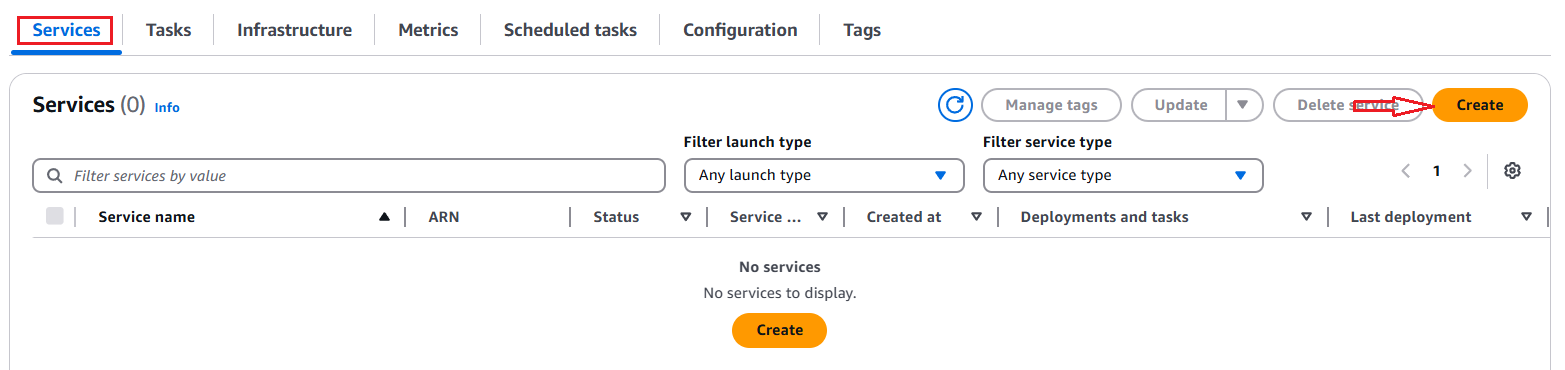 Services Tasks Infrastructure Metrics Scheduled tasks Configuration Tags
Services (0) Info Manage tags Update Delete service Create
Filter launch type Filter service type
Filter services by value Any launch type Any service type 1
Service name ARN Status Service ... Created at Deployments and tasks Last deployment
No services
No services to display.
Create